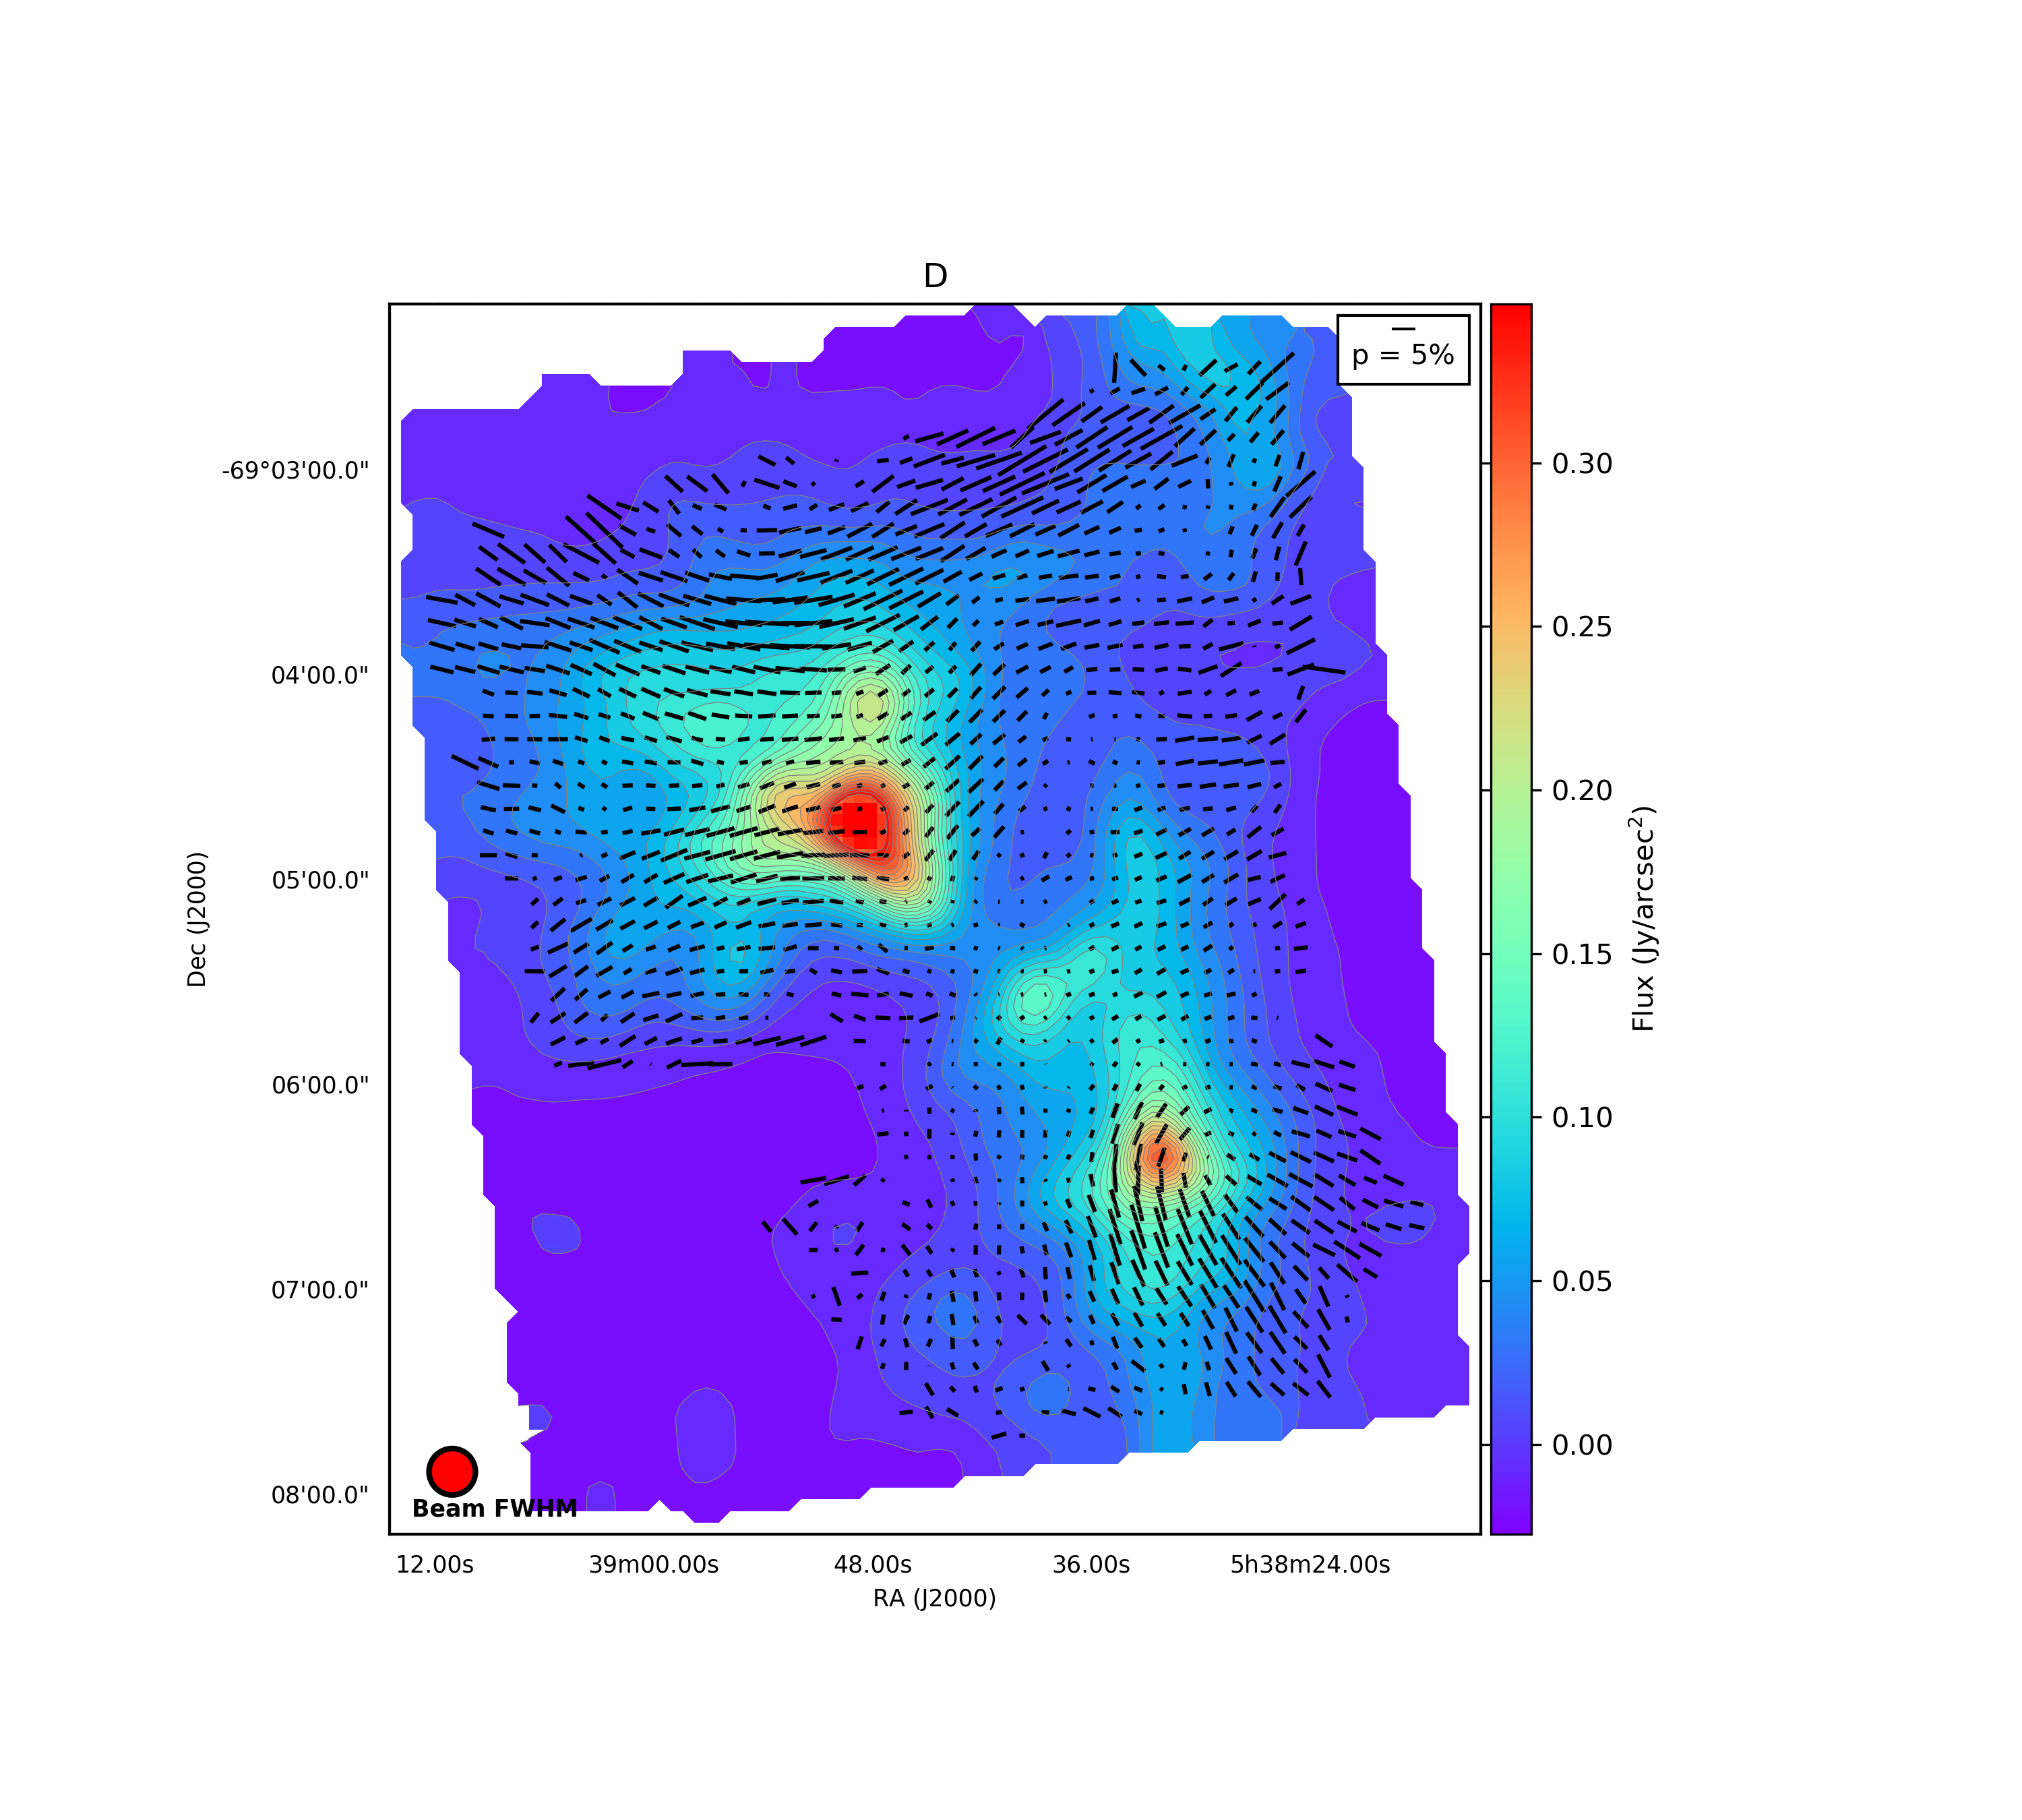 D
p = 5%
-69°03'00.0"
04'00.0"
05'00.0"
06'00.0"
07'00.0"
08'00.0"
Dec (J2000)
Beam FWHM
12.00s
39m00.00s
48.00s
36.00s
5h38m24.00s
RA (J2000)
0.30
0.25
0.20
0.15
0.10
0.05
0.00
Flux (Jy/arcsec²)